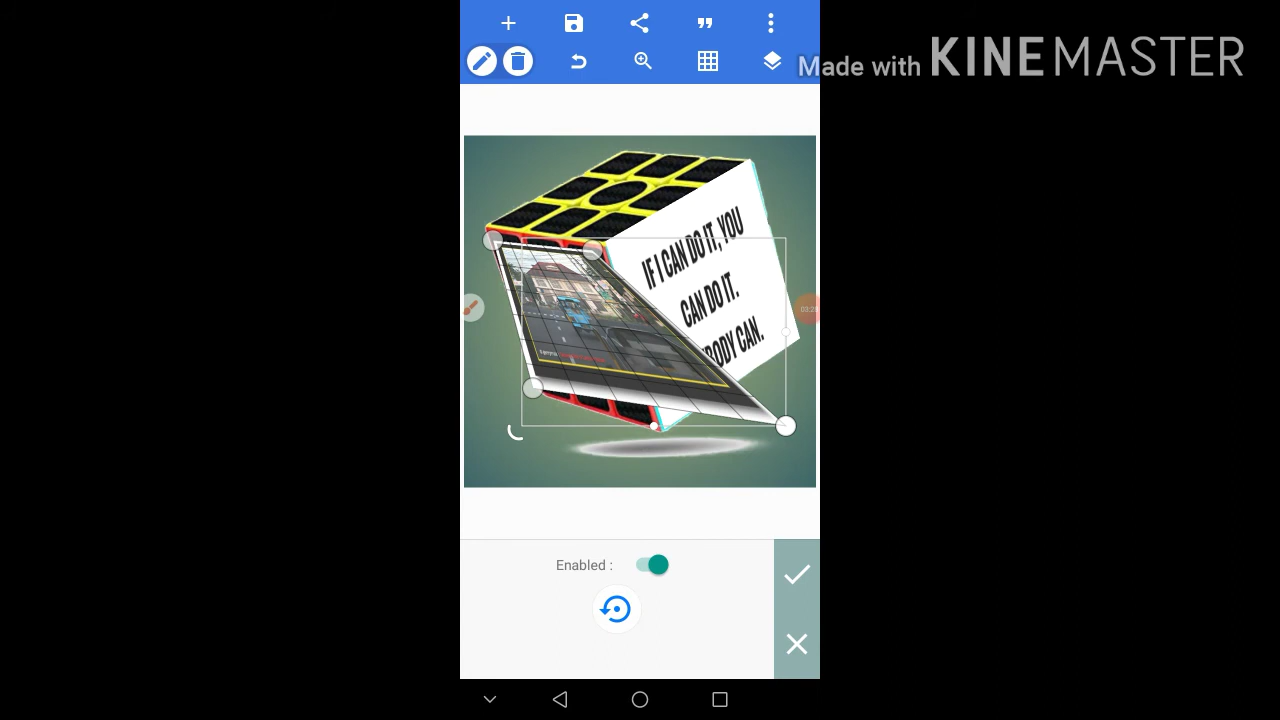 Made with KINEMASTER
IF I CAN DO IT, YOU
CAN DO IT.
BODY CAN.
Enabled :